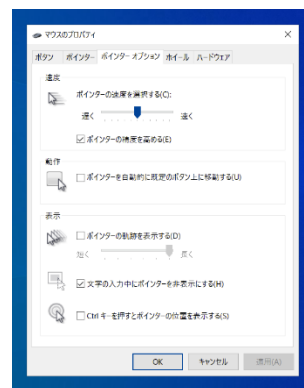 マウスのプロパティ
ボタン ポインター ポインター オプション ホイール ハードウェア
速度
ポインターの速度を選択する(C):
遅く 速く
ポインターの精度を高める(E)
動作
ポインターを自動的に既定のボタン上に移動する(U)
表示
ポインターの軌跡を表示する(D)
短く 長く
文字の入力中にポインターを非表示にする(H)
Ctrl キーを押すとポインターの位置を表示する(S)
OK キャンセル 適用(A)